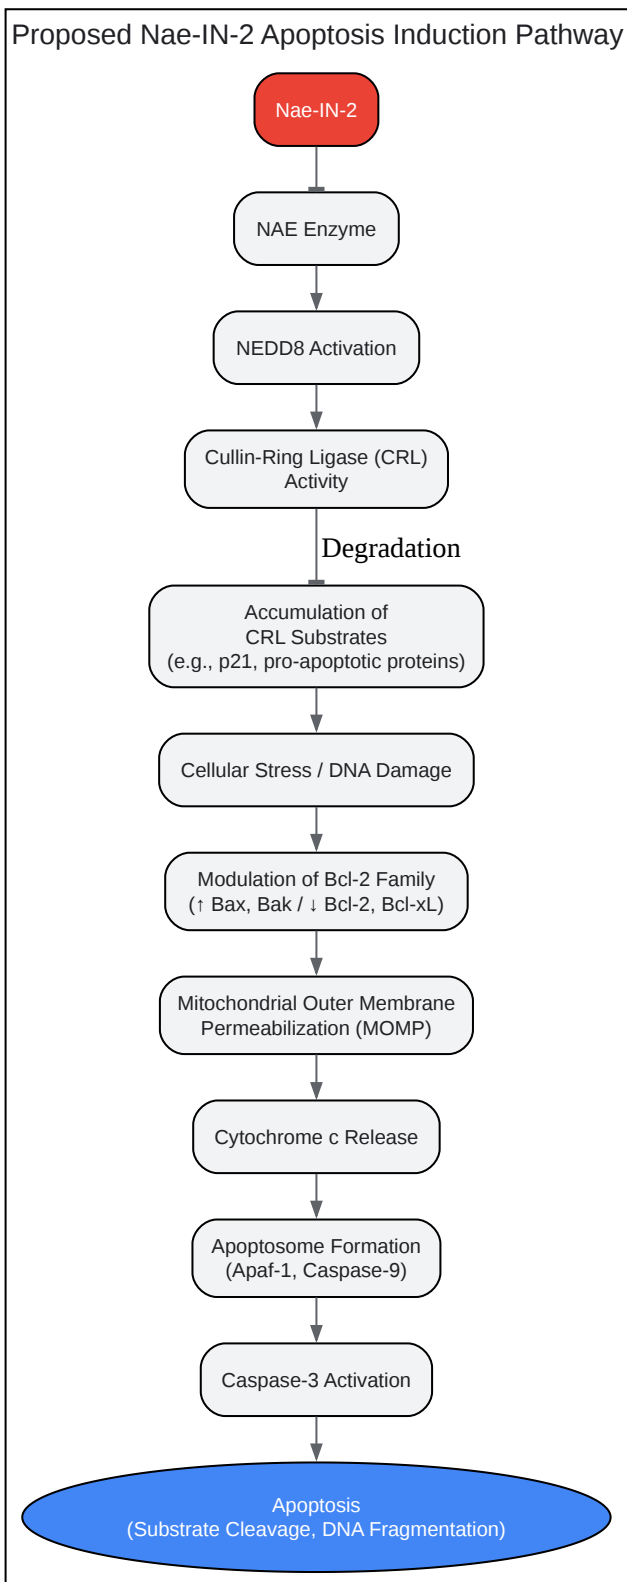 Proposed Nae-IN-2 Apoptosis Induction Pathway
Nae-IN-2
NAE Enzyme
NEDD8 Activation
Cullin-Ring Ligase (CRL)
Activity
Degradation
Accumulation of
CRL Substrates
(e.g., p21, pro-apoptotic proteins)
Cellular Stress / DNA Damage
Modulation of Bcl-2 Family
(↑ Bax, Bak / ↓ Bcl-2, Bcl-xL)
Mitochondrial Outer Membrane
Permeabilization (MOMP)
Cytochrome c Release
Apoptosome Formation
(Apaf-1, Caspase-9)
Caspase-3 Activation
Apoptosis
(Substrate Cleavage, DNA Fragmentation)